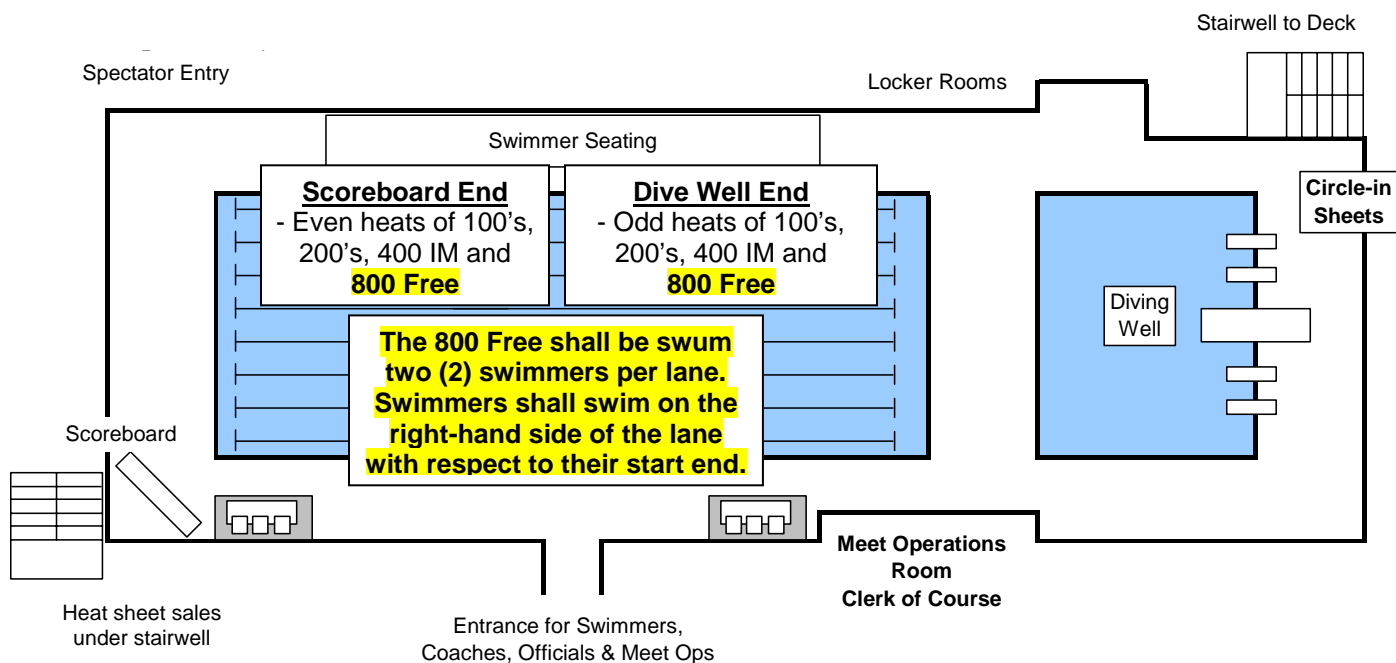 Stairwell to Deck
Spectator Entry
Locker Rooms
Swimmer Seating
Scoreboard End
- Even heats of 100's,
200's, 400 IM and
800 Free
Dive Well End
- Odd heats of 100's,
200's, 400 IM and
800 Free
Circle-in
Sheets
Diving
Well
The 800 Free shall be swum
two (2) swimmers per lane.
Swimmers shall swim on the
right-hand side of the lane
with respect to their start end.
Scoreboard
Meet Operations
Room
Clerk of Course
Heat sheet sales
under stairwell
Entrance for Swimmers,
Coaches, Officials & Meet Ops